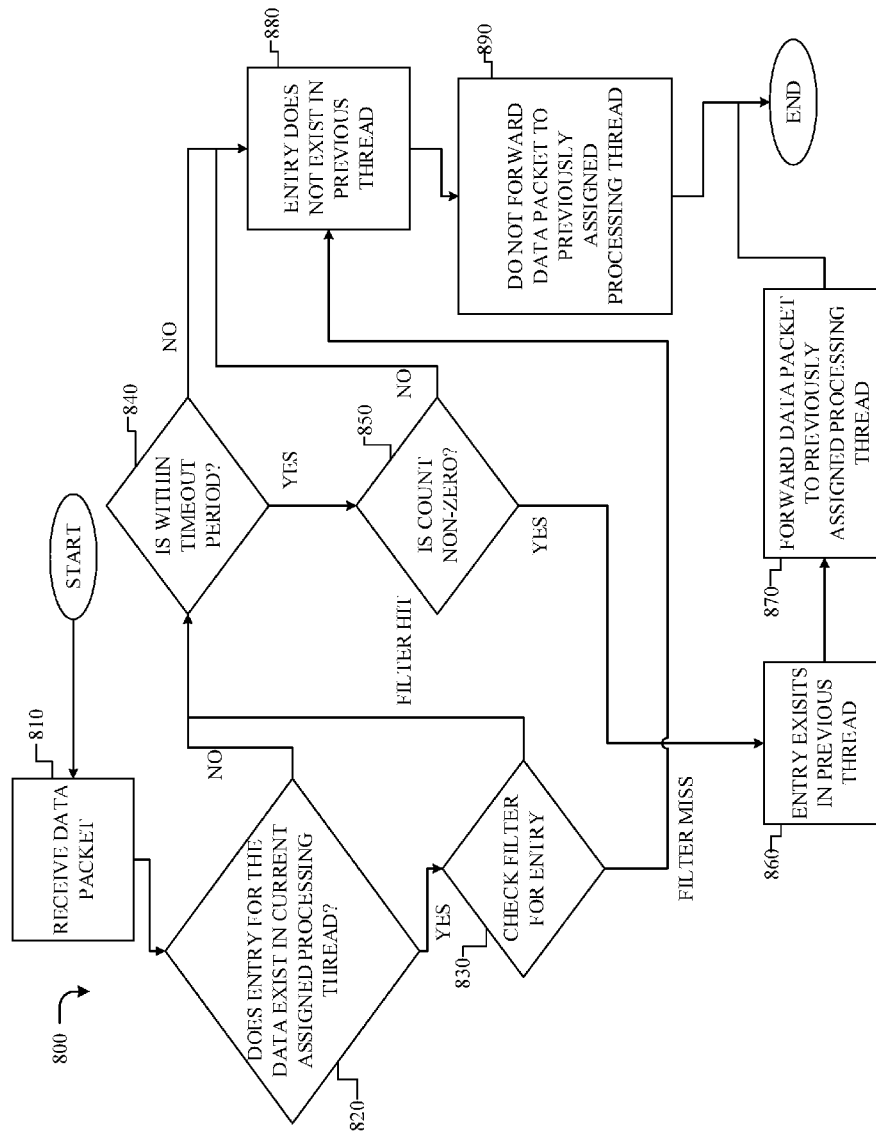 800
START
810
RECEIVE DATA
PACKET
820
DOES ENTRY FOR THE
DATA EXIST IN CURRENT
ASSIGNED PROCESSING
THREAD?
NO
YES
830
CHECK FILTER
FOR ENTRY
FILTER HIT
FILTER MISS
840
IS WITHIN
TIMEOUT
PERIOD?
NO
YES
850
IS COUNT
NON-ZERO?
NO
YES
860
ENTRY EXISITS
IN PREVIOUS
THREAD
870
FORWARD DATA PACKET
TO PREVIOUSLY
ASSIGNED PROCESSING
THREAD
880
ENTRY DOES
NOT EXIST IN
PREVIOUS
THREAD
890
DO NOT FORWARD
DATA PACKET TO
PREVIOUSLY
ASSIGNED
PROCESSING THREAD
END